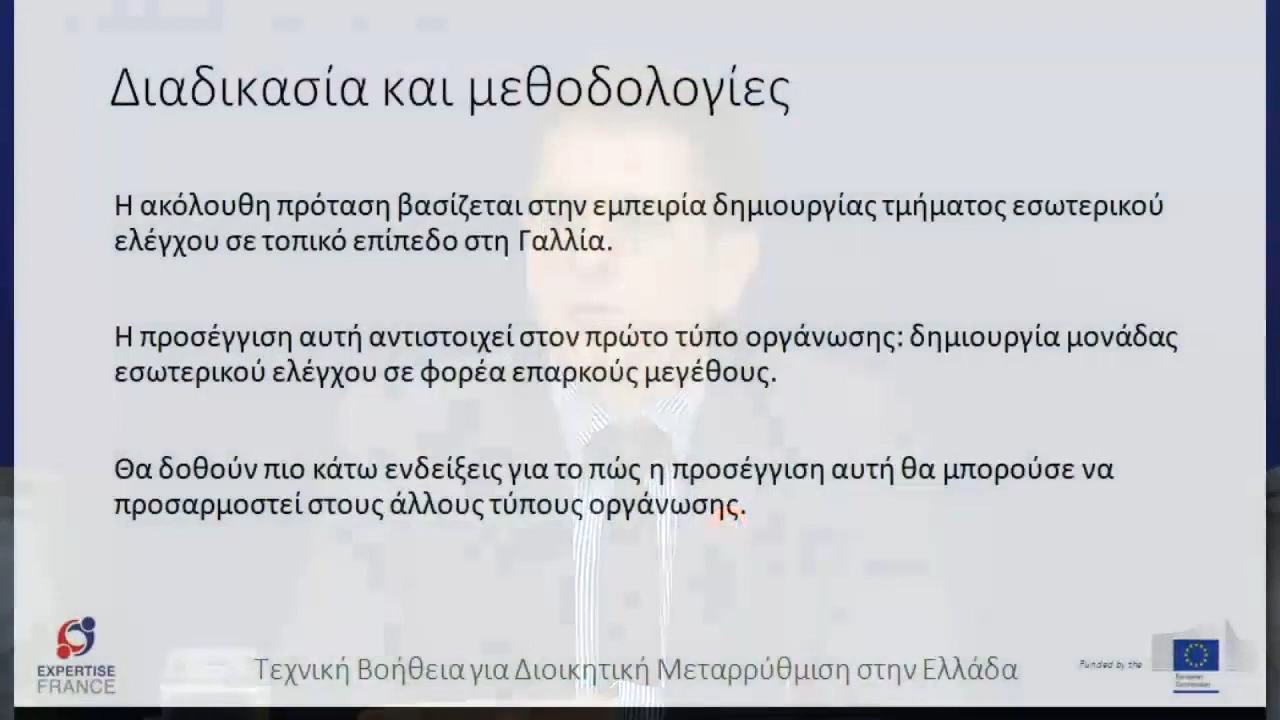 Διαδικασία και μεθοδολογίες
Η ακόλουθη πρόταση βασίζεται στην εμπειρία δημιουργίας τμήματος εσωτερικού
ελέγχου σε τοπικό επίπεδο στη Γαλλία.
Η προσέγγιση αυτή αντιστοιχεί στον πρώτο τύπο οργάνωσης: δημιουργία μονάδας
εσωτερικού ελέγχου σε φορέα επαρκούς μεγέθους.
Θα δοθούν πιο κάτω ενδείξεις για το πώς η προσέγγιση αυτή θα μπορούσε να
προσαρμοστεί στους άλλους τύπους οργάνωσης.
EXPERTISE
FRANCE
Τεχνική Βοήθεια για Διοικητική Μεταρρύθμιση στην Ελλάδα
Funded by the
European
Commission